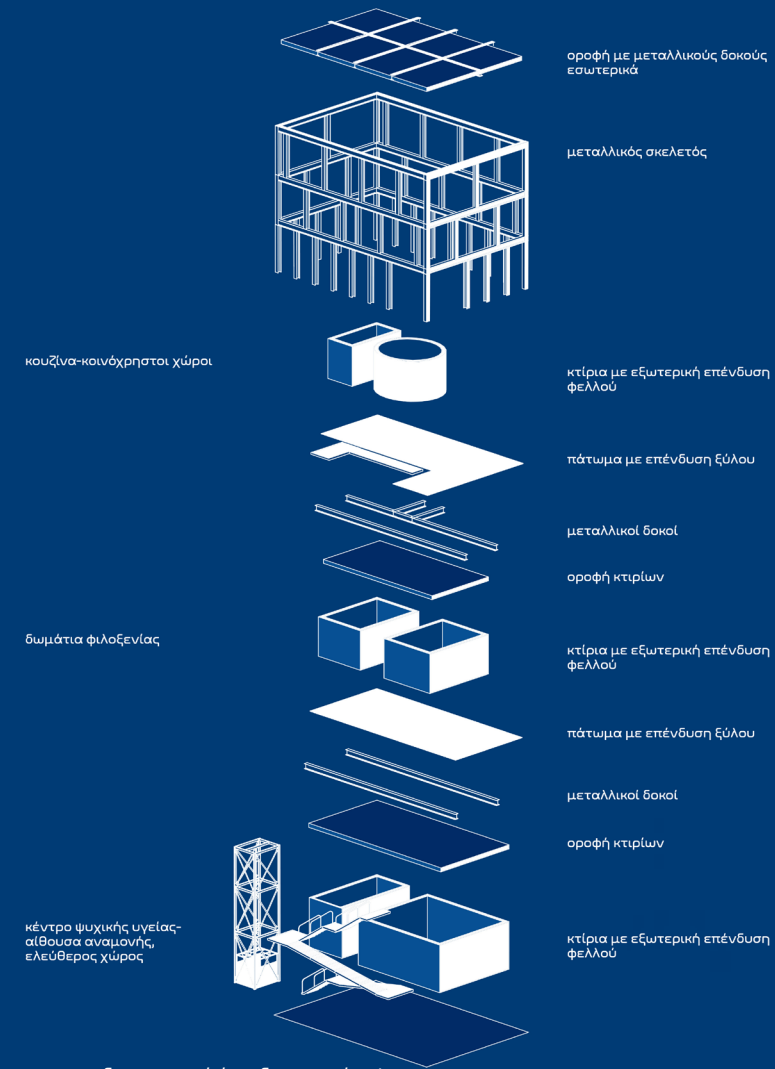 οροφή με μεταλλικούς δοκούς
εσωτερικά
μεταλλικός σκελετός
κουζίνα-κοινόχρηστοι χώροι
κτίρια με εξωτερική επένδυση
φελλού
πάτωμα με επένδυση ξύλου
μεταλλικοί δοκοί
οροφή κτιρίων
δωμάτια φιλοξενίας
κτίρια με εξωτερική επένδυση
φελλού
πάτωμα με επένδυση ξύλου
μεταλλικοί δοκοί
οροφή κτιρίων
κέντρο ψυχικής υγείας-
αίθουσα αναμονής,
ελεύθερος χώρος
κτίρια με εξωτερική επένδυση
φελλού